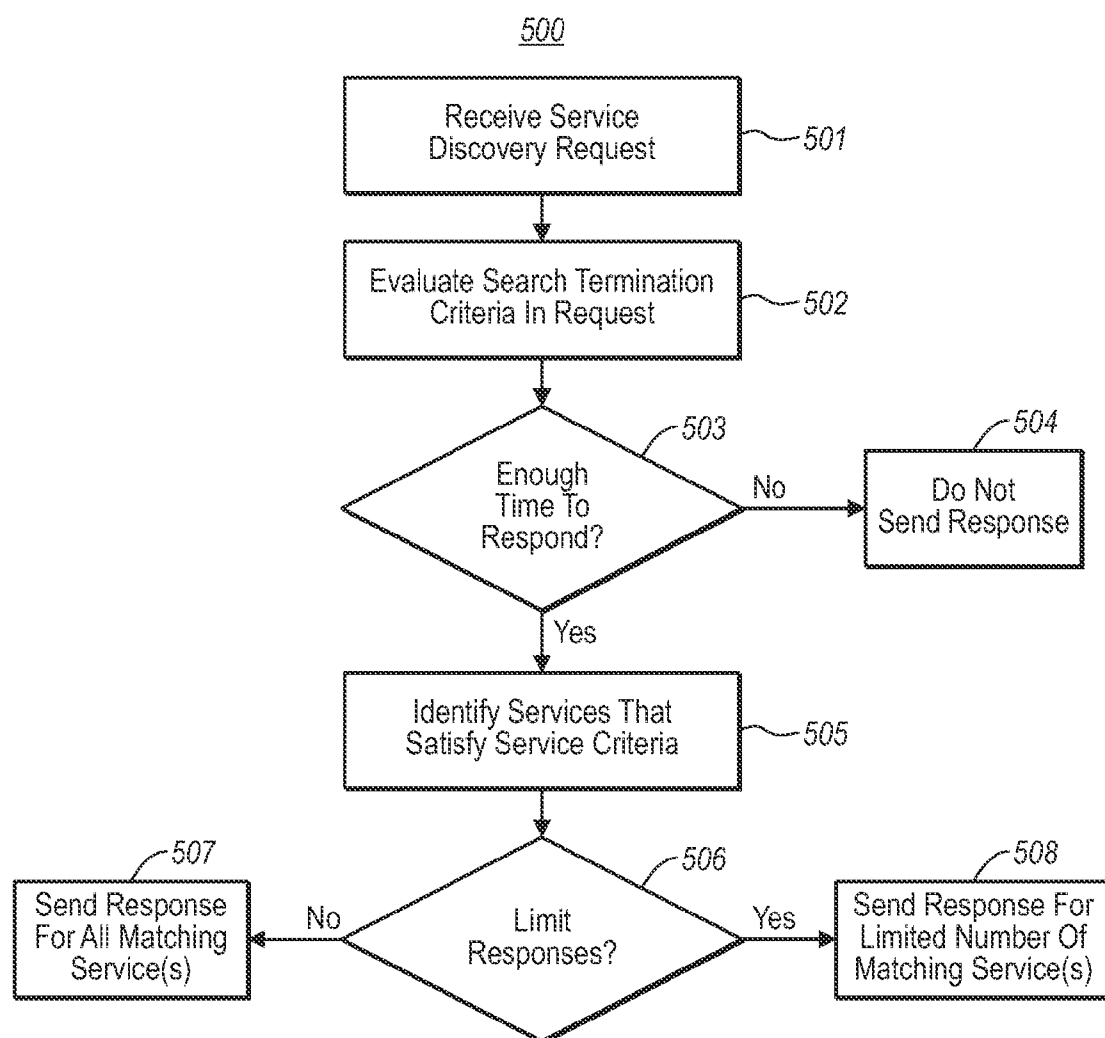 500
Receive Service
Discovery Request
501
Evaluate Search Termination
Criteria In Request
502
503
Enough
Time To
Respond?
No
504
Do Not
Send Response
Yes
Identify Services That
Satisfy Service Criteria
505
507
Send Response
For All Matching
Service(s)
No
506
Limit
Responses?
Yes
508
Send Response For
Limited Number Of
Matching Service(s)